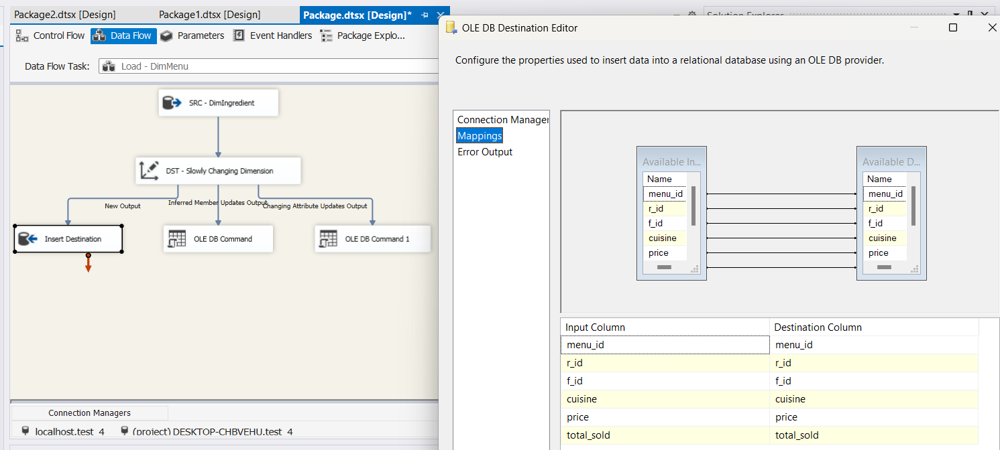 Package2.dtsx [Design]
Package1.dtsx [Design]
Package.dtsx [Design]*
Solution Explorer
Control Flow
Data Flow
Parameters
Event Handlers
Package Explo...
Data Flow Task:
Load - DimMenu
SRC - DimIngredient
DST - Slowly Changing Dimension
New Output
Inferred Member Updates Output
Changing Attribute Updates Output
Insert Destination
OLE DB Command
OLE DB Command 1
Connection Managers
localhost.test_4
(project) DESKTOP-CHBVEHU.test_4
OLE DB Destination Editor
Configure the properties used to insert data into a relational database using an OLE DB provider.
Connection Manager
Mappings
Error Output
Available In...
Name
menu_id
r_id
f_id
cuisine
price
Available D...
Name
menu_id
r_id
f_id
cuisine
price
Input Column Destination Column
menu_id menu_id
r_id r_id
f_id f_id
cuisine cuisine
price price
total_sold total_sold